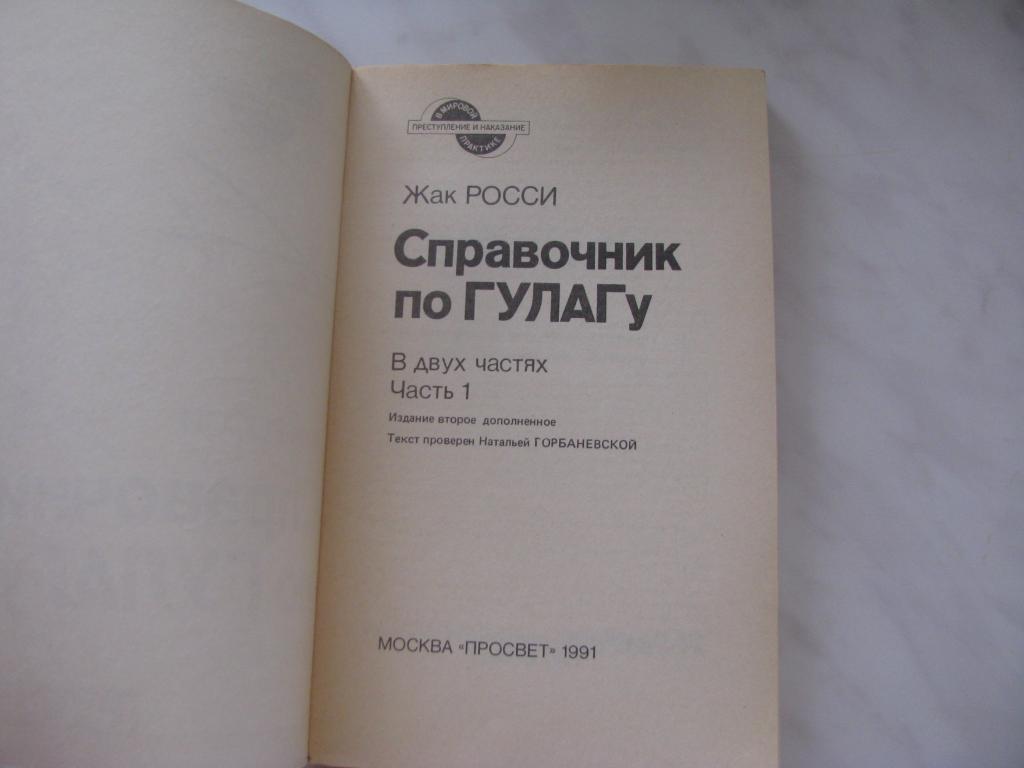 В МИРОВОЙ
ПРЕСТУПЛЕНИЕ И НАКАЗАНИЕ
ПРАКТИКЕ
Жак РОССИ
Справочник
по ГУЛАГу
В двух частях
Часть 1
Издание второе дополненное
Текст проверен Натальей ГОРБАНЕВСКОЙ
МОСКВА «ПРОСВЕТ» 1991